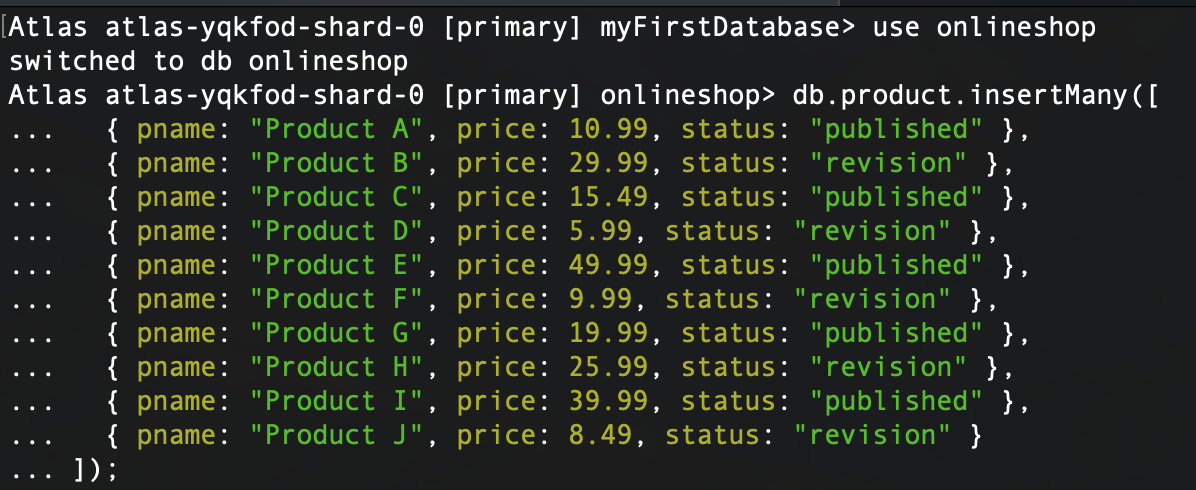 [Atlas atlas-yqkfod-shard-0 [primary] myFirstDatabase> use onlineshop
switched to db onlineshop
Atlas atlas-yqkfod-shard-0 [primary] onlineshop> db.product.insertMany([
...   { pname: "Product A", price: 10.99, status: "published" },
...   { pname: "Product B", price: 29.99, status: "revision" },
...   { pname: "Product C", price: 15.49, status: "published" },
...   { pname: "Product D", price: 5.99, status: "revision" },
...   { pname: "Product E", price: 49.99, status: "published" },
...   { pname: "Product F", price: 9.99, status: "revision" },
...   { pname: "Product G", price: 19.99, status: "published" },
...   { pname: "Product H", price: 25.99, status: "revision" },
...   { pname: "Product I", price: 39.99, status: "published" },
...   { pname: "Product J", price: 8.49, status: "revision" }
... ]);